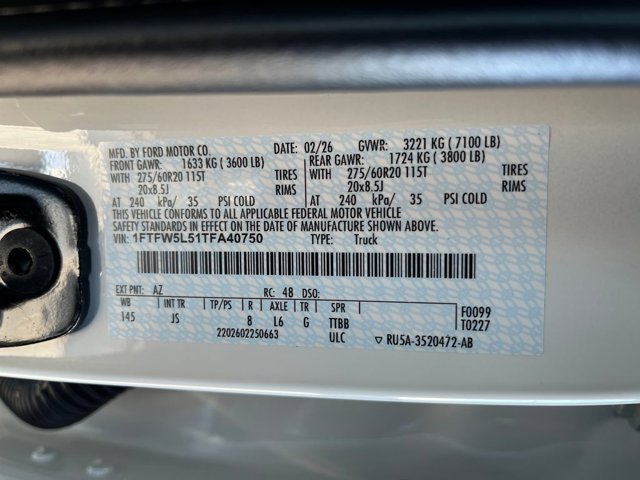 MFD. BY FORD MOTOR CO. DATE: 02/26 GVWR: 3221 KG ( 7100 LB)
FRONT GAWR: 1633 KG ( 3600 LB) REAR GAWR: 1724 KG ( 3800 LB)
WITH 275/60R20 115T TIRES WITH 275/60R20 115T TIRES
20x8.5J RIMS 20x8.5J RIMS
AT 240 kPa/ 35 PSI COLD AT 240 kPa/ 35 PSI COLD
THIS VEHICLE CONFORMS TO ALL APPLICABLE FEDERAL MOTOR VEHICLE
SAFETY STANDARDS IN EFFECT ON THE DATE OF MANUFACTURE SHOWN ABOVE.
VIN: 1FTFW5L51TFA40750 TYPE: Truck
EXT PNT: AZ RC: 48 DSO:
WB INT TR TP/PS R AXLE TR SPR F0099
145 JS 8 L6 G TTBB T0227
2202602250663 ULC ▽ RU5A-3520472-AB